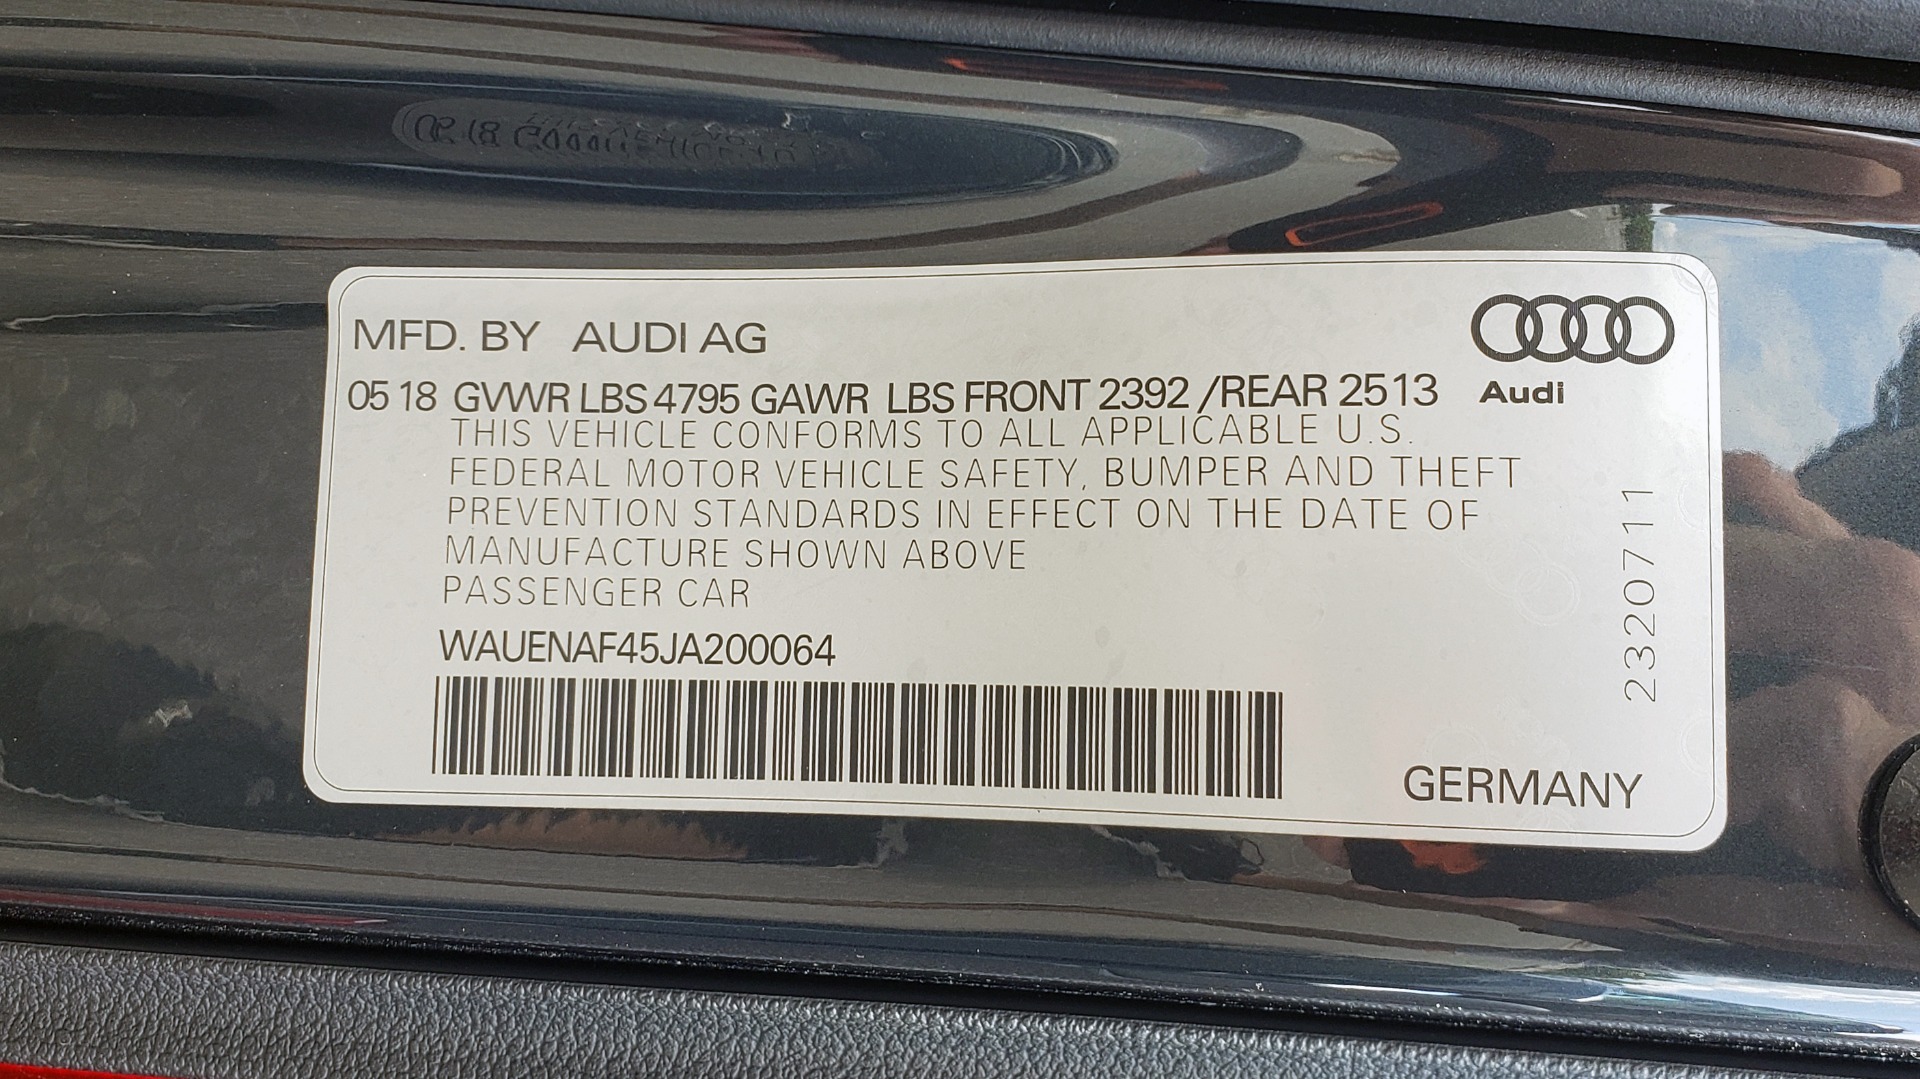 MFD. BY AUDI AG
05 18 GVWR LBS 4795 GAWR LBS FRONT 2392 /REAR 2513
Audi
THIS VEHICLE CONFORMS TO ALL APPLICABLE U.S.
FEDERAL MOTOR VEHICLE SAFETY, BUMPER AND THEFT
PREVENTION STANDARDS IN EFFECT ON THE DATE OF
MANUFACTURE SHOWN ABOVE
PASSENGER CAR
WAUENAF45JA200064
2320711
GERMANY